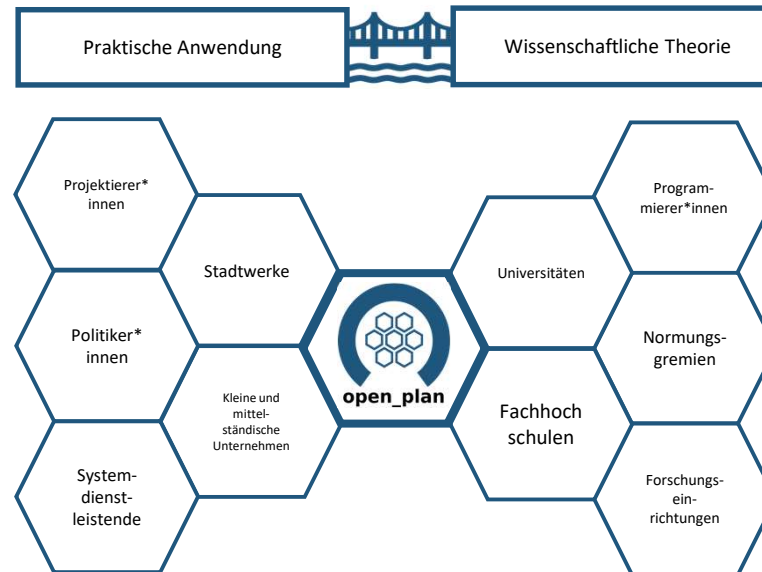 Praktische Anwendung
Wissenschaftliche Theorie
Projektierer*
innen
Stadtwerke
Politiker*
innen
Kleine und
mittel-
ständische
Unternehmen
System-
dienst-
leistende
open_plan
Universitäten
Program-
mierer*innen
Normungs-
gremien
Fachhoch
schulen
Forschungs-
ein-
richtungen